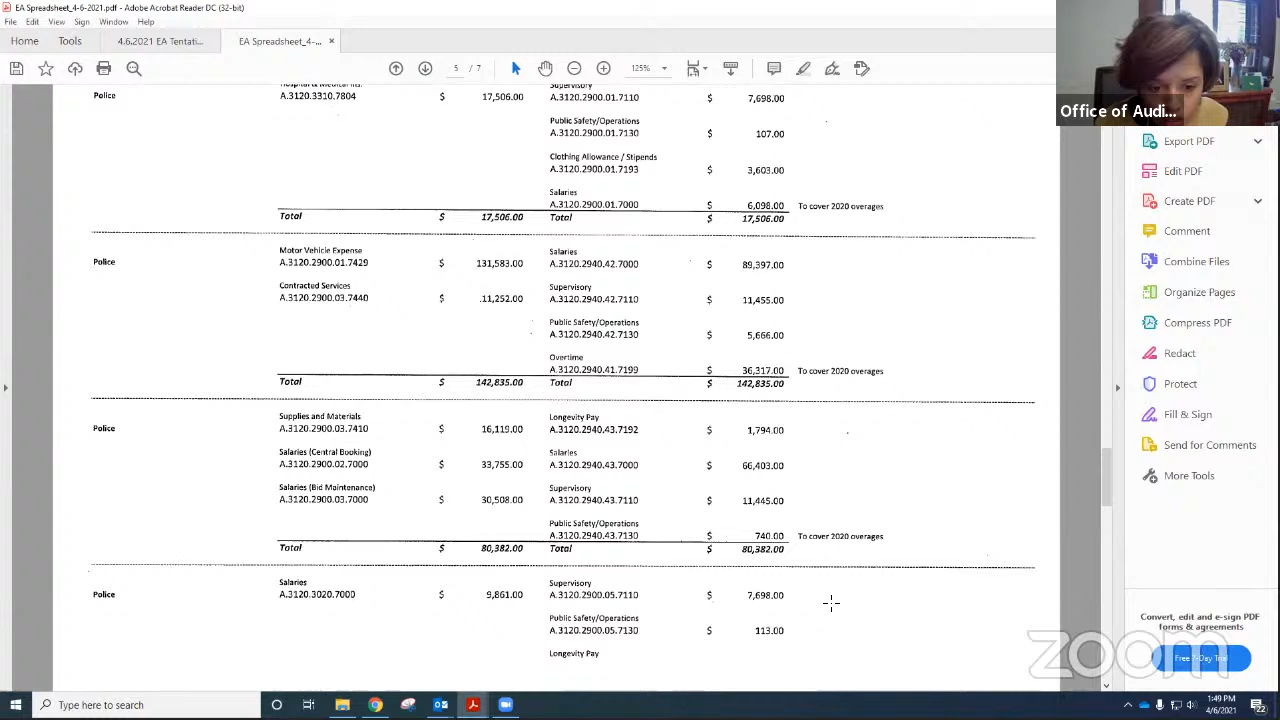 EA Spreadsheet_4-6-2021.pdf - Adobe Acrobat Reader DC (32-bit)
File Edit View Sign Window Help
Home Tools 4.6.2021 EA Tentati... EA Spreadsheet_4-... ×
5 / 7 125%
Office of Audi...
Hospital & Medical Ins. Supervisory
Police A.3120.3310.7804 $ 17,506.00 A.3120.2900.01.7110 $ 7,698.00
Public Safety/Operations
A.3120.2900.01.7130 $ 107.00
Clothing Allowance / Stipends
A.3120.2900.01.7193 $ 3,603.00
Salaries
A.3120.2900.01.7000 $ 6,098.00 To cover 2020 overages
Total $ 17,506.00 Total $ 17,506.00
Motor Vehicle Expense Salaries
Police A.3120.2900.01.7429 $ 131,583.00 A.3120.2940.42.7000 $ 89,397.00
Contracted Services Supervisory
A.3120.2900.03.7440 $ 11,252.00 A.3120.2940.42.7110 $ 11,455.00
Public Safety/Operations
A.3120.2940.42.7130 $ 5,666.00
Overtime
A.3120.2940.41.7199 $ 36,317.00 To cover 2020 overages
Total $ 142,835.00 Total $ 142,835.00
Supplies and Materials Longevity Pay
Police A.3120.2900.03.7410 $ 16,119.00 A.3120.2940.43.7192 $ 1,794.00
Salaries (Central Booking) Salaries
A.3120.2900.02.7000 $ 33,755.00 A.3120.2940.43.7000 $ 66,403.00
Salaries (Bid Maintenance) Supervisory
A.3120.2900.03.7000 $ 30,508.00 A.3120.2940.43.7110 $ 11,445.00
Public Safety/Operations
A.3120.2940.43.7130 $ 740.00 To cover 2020 overages
Total $ 80,382.00 Total $ 80,382.00
Salaries Supervisory
Police A.3120.3020.7000 $ 9,861.00 A.3120.2900.05.7110 $ 7,698.00
Public Safety/Operations
A.3120.2900.05.7130 $ 113.00
Longevity Pay
Export PDF
Edit PDF
Create PDF
Comment
Combine Files
Organize Pages
Compress PDF
Redact
Protect
Fill & Sign
Send for Comments
More Tools
Convert, edit and e-sign PDF
forms & agreements
Free 7-Day Trial
zoom
Type here to search
1:49 PM
4/6/2021
22